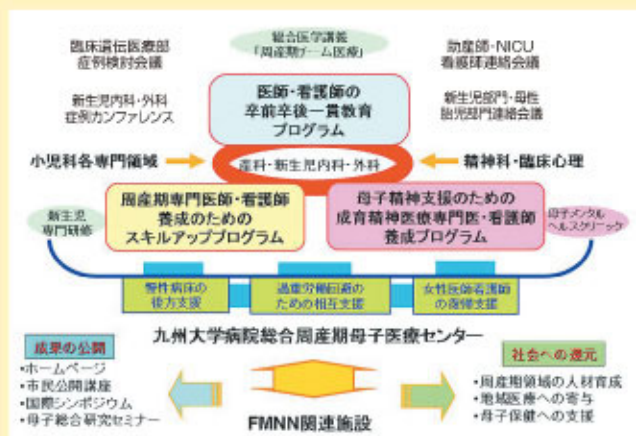 臨床遺伝医療部
症例検討会議
総合医学講義
「周産期チーム医療」
助産師・NICU
看護師連絡会議
新生児内科・外科
症例カンファレンス
医師・看護師の
卒前卒後一貫教育
プログラム
新生児部門・母性
胎児部門連絡会議
小児科各専門領域
産科・新生児内科・外科
精神科・臨床心理
新生児
専門研修
周産期専門医師・看護師
養成のための
スキルアッププログラム
母子精神支援のための
成育精神医療専門医・看護師
養成プログラム
母子メンタル
ヘルスクリニック
慢性病床の
後方支援
過重労働回避の
ための相互支援
女性医師看護師
の復帰支援
九州大学病院総合周産期母子医療センター
成果の公開
・ホームページ
・市民公開講座
・国際シンポジウム
・母子総合研究セミナー
FMNN関連施設
社会への還元
・周産期領域の人材育成
・地域医療への寄与
・母子保健への支援